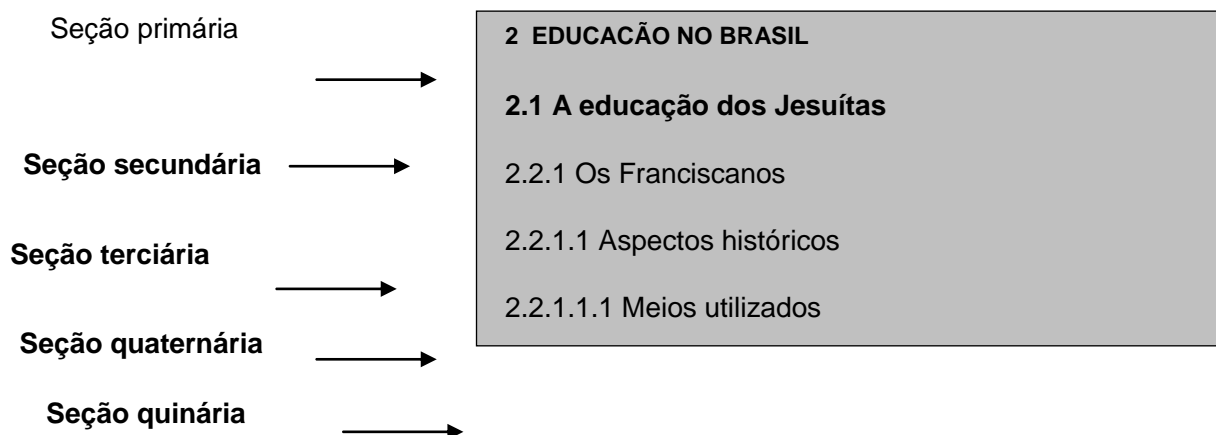 Seção primária
2 EDUCACÃO NO BRASIL
2.1 A educação dos Jesuítas
Seção secundária
2.2.1 Os Franciscanos
2.2.1.1 Aspectos históricos
Seção terciária
2.2.1.1.1 Meios utilizados
Seção quaternária
Seção quinária